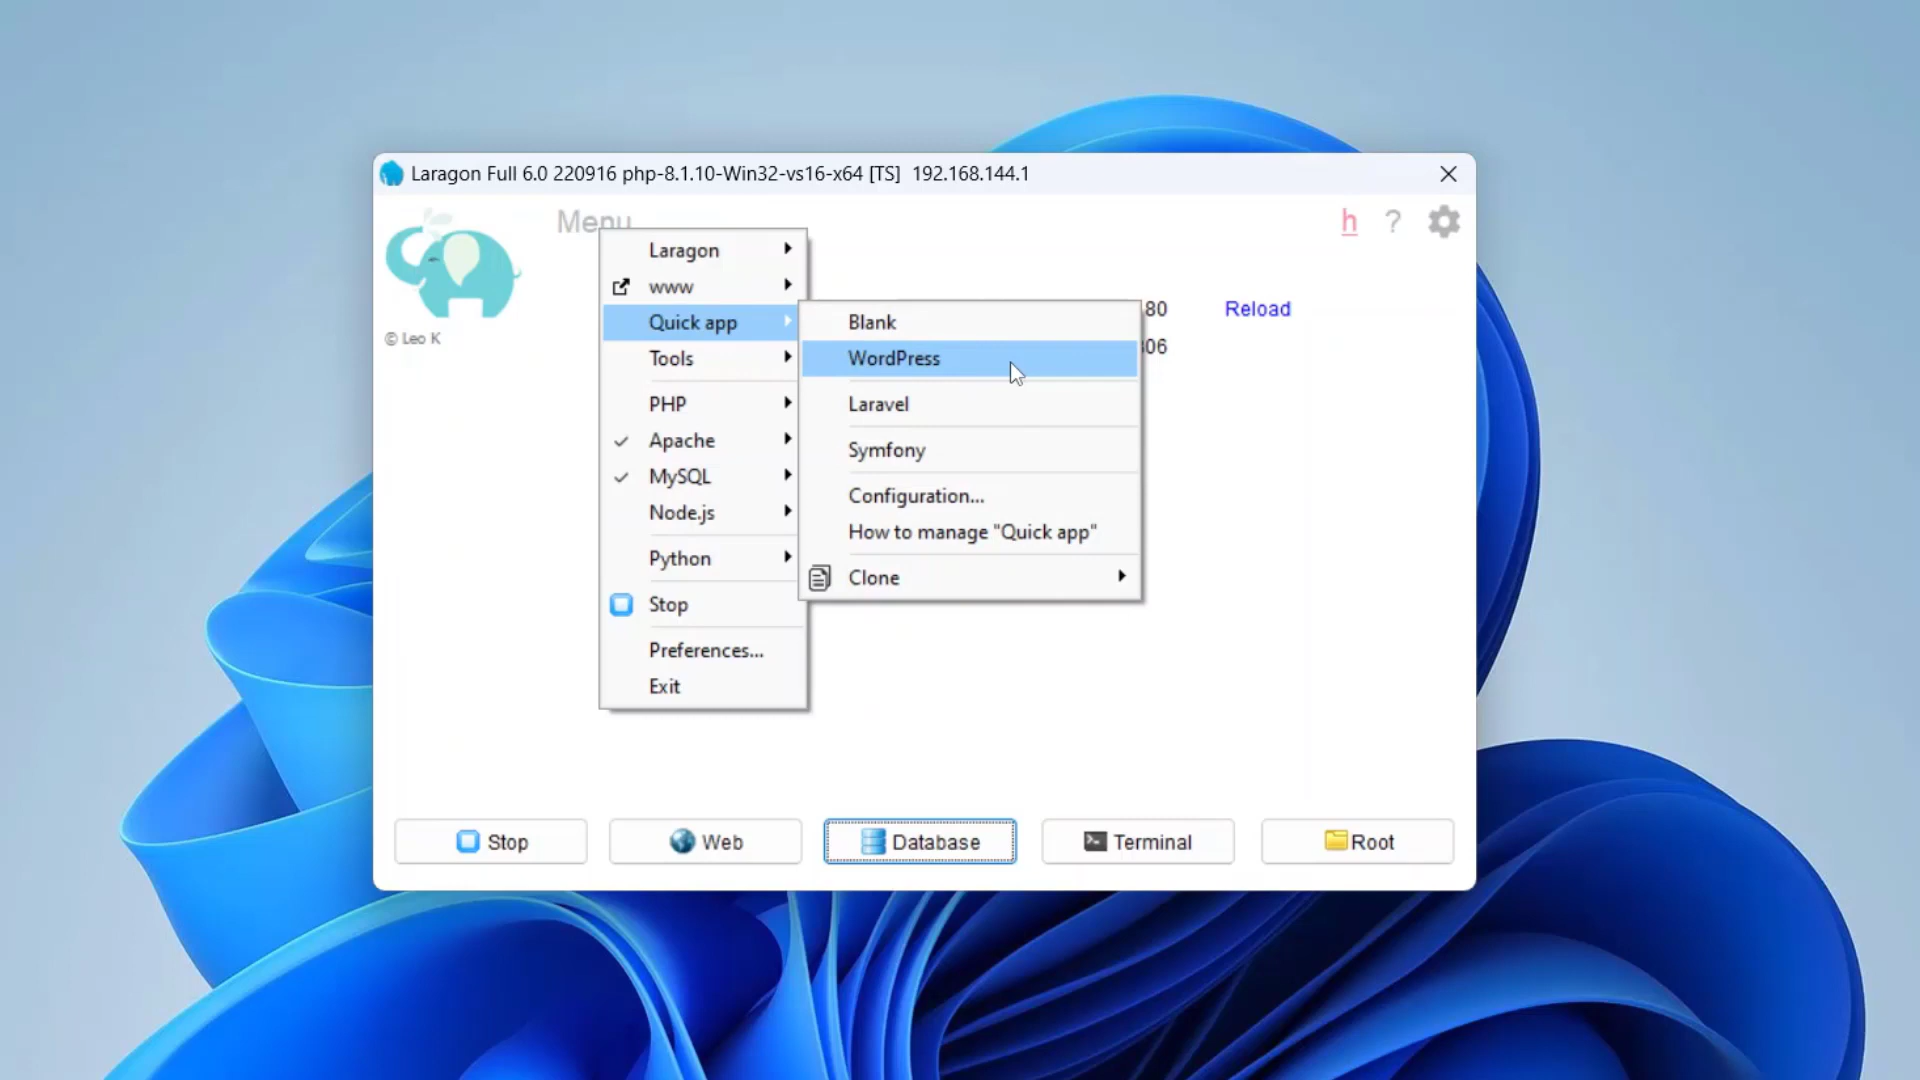 Laragon Full 6.0 220916 php-8.1.10-Win32-vs16-x64 [TS] 192.168.144.1
Menu
h ?
© Leo K
Laragon
www
Quick app
Tools
PHP
Apache
MySQL
Node.js
Python
Stop
Preferences...
Exit
Blank
WordPress
Laravel
Symfony
Configuration...
How to manage "Quick app"
Clone
80 Reload
306
Stop Web Database Terminal Root